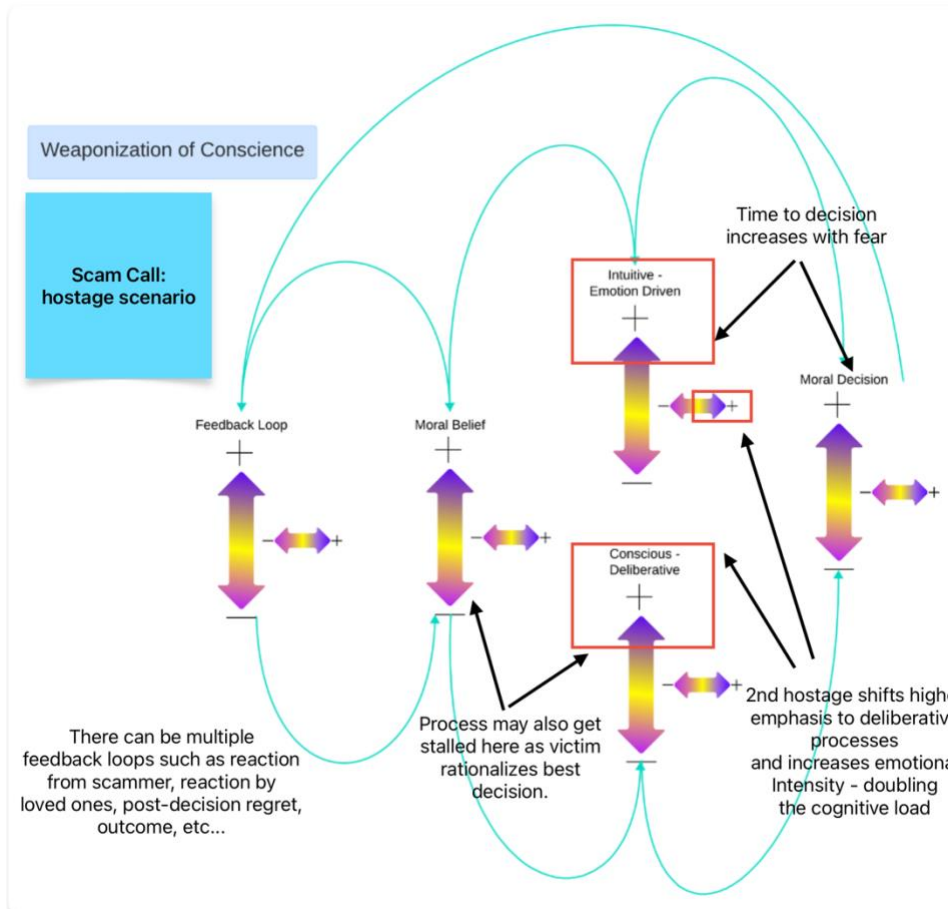 Weaponization of Conscience
Scam Call:
hostage scenario
Time to decision
increases with fear
Intuitive -
Emotion Driven
+
- +
Moral Decision
+
- +
Feedback Loop
+
- +
Moral Belief
+
- +
Conscious -
Deliberative
+
- +
There can be multiple
feedback loops such as reaction
from scammer, reaction by
loved ones, post-decision regret,
outcome, etc...
Process may also get
stalled here as victim
rationalizes best
decision.
2nd hostage shifts
emphasis to
processes
and increases
Intensity - doubling
the cognitive load